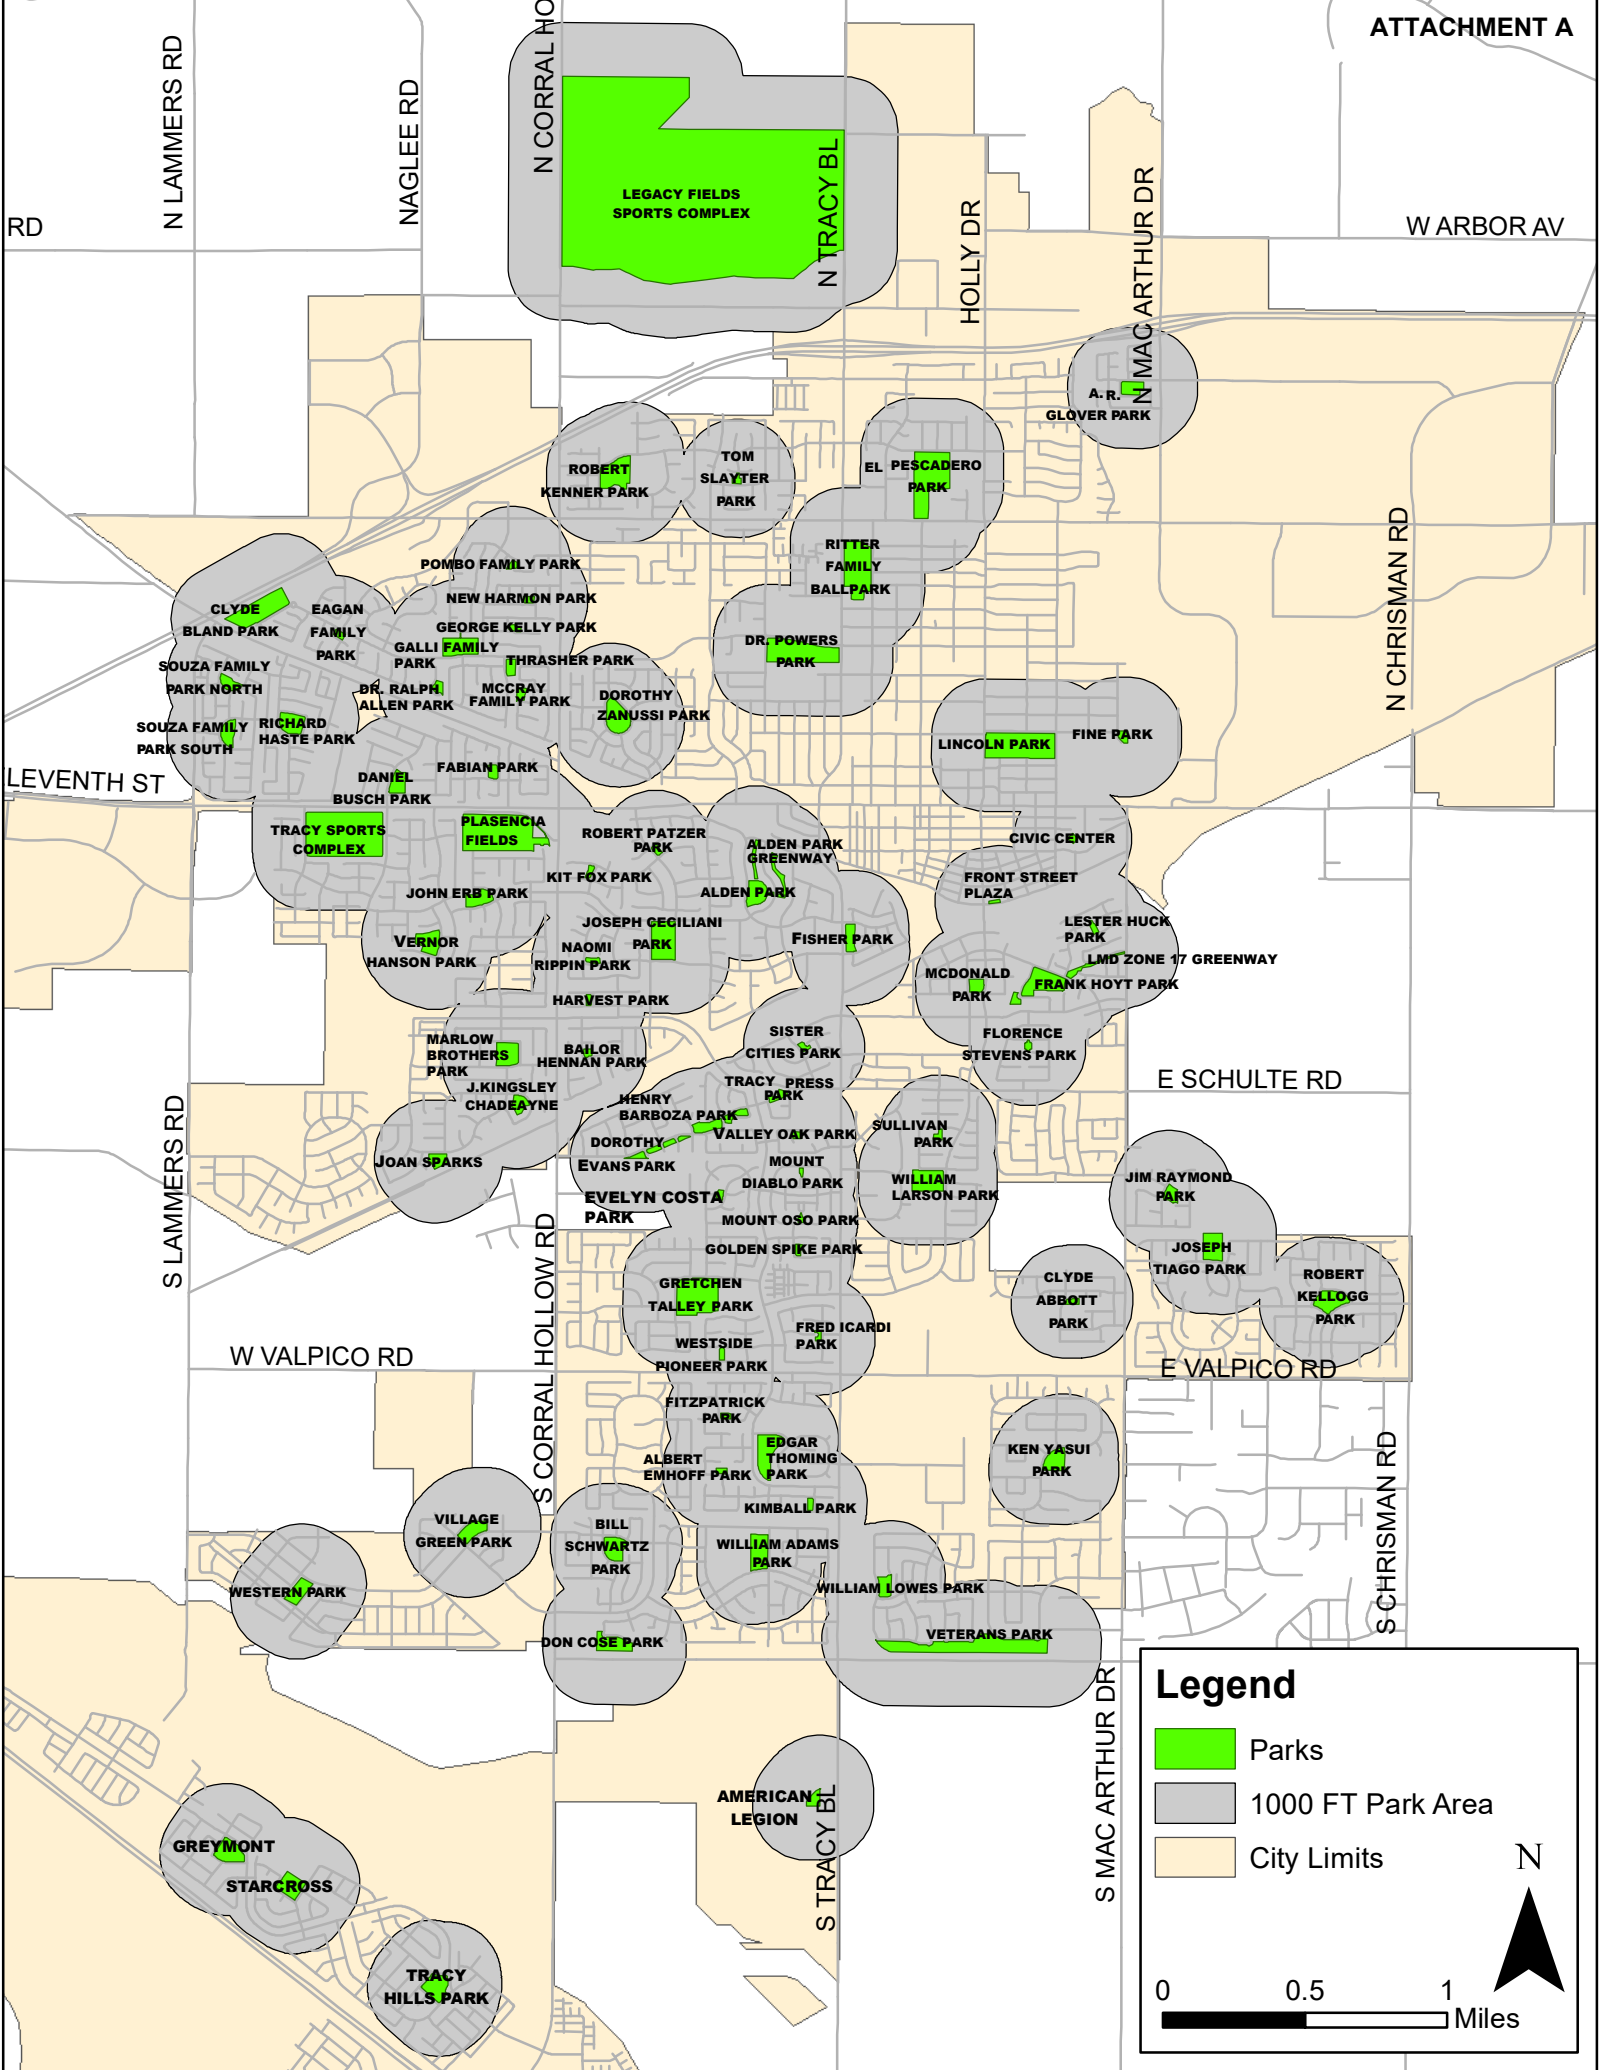 ATTACHMENT A
N LAMMERS RD
NAGLEE RD
N CORRAL HO
N TRACY BL
HOLLY DR
N MAC ARTHUR DR
RD
W ARBOR AV
LEGACY FIELDS
SPORTS COMPLEX
A. R.
GLOVER PARK
ROBERT
KENNER PARK
TOM
SLAYTER
PARK
EL PESCADERO
PARK
N CHRISMAN RD
RITTER
FAMILY
BALLPARK
POMBO FAMILY PARK
NEW HARMON PARK
GEORGE KELLY PARK
CLYDE
BLAND PARK
EAGAN
FAMILY
PARK
GALLI FAMILY
PARK
THRASHER PARK
DR. POWERS
PARK
SOUZA FAMILY
PARK NORTH
DR. RALPH
ALLEN PARK
MCCRAY
FAMILY PARK
DOROTHY
ZANUSSI PARK
SOUZA FAMILY
PARK SOUTH
RICHARD
HASTE PARK
LINCOLN PARK
FINE PARK
LEVENTH ST
DANIEL
BUSCH PARK
FABIAN PARK
TRACY SPORTS
COMPLEX
PLASENCIA
FIELDS
ROBERT PATZER
PARK
ALDEN PARK
GREENWAY
CIVIC CENTER
KIT FOX PARK
ALDEN PARK
FRONT STREET
PLAZA
JOHN ERB PARK
JOSEPH CECILIANI
PARK
LESTER HUCK
PARK
VERNOR
HANSON PARK
NAOMI
RIPPIN PARK
FISHER PARK
LMD ZONE 17 GREENWAY
MCDONALD
PARK
FRANK HOYT PARK
HARVEST PARK
MARLOW
BROTHERS
PARK
BAILOR
HENNAN PARK
SISTER
CITIES PARK
FLORENCE
STEVENS PARK
J.KINGSLEY
CHADEAYNE
TRACY PRESS
PARK
E SCHULTE RD
HENRY
BARBOZA PARK
VALLEY OAK PARK
SULLIVAN
PARK
S LAMMERS RD
DOROTHY
EVANS PARK
JOAN SPARKS
MOUNT
DIABLO PARK
WILLIAM
LARSON PARK
JIM RAYMOND
PARK
EVELYN COSTA
PARK
MOUNT OSO PARK
GOLDEN SPIKE PARK
JOSEPH
TIAGO PARK
S CORRAL HOLLOW RD
GRETCHEN
TALLEY PARK
CLYDE
ABBOTT
PARK
ROBERT
KELLOGG
PARK
FRED ICARDI
PARK
WESTSIDE
PIONEER PARK
W VALPICO RD
E VALPICO RD
FITZPATRICK
PARK
EDGAR
THOMING
PARK
ALBERT
EMHOFF PARK
KEN YASUI
PARK
S CHRISMAN RD
KIMBALL PARK
VILLAGE
GREEN PARK
BILL
SCHWARTZ
PARK
WILLIAM ADAMS
PARK
WESTERN PARK
WILLIAM LOWES PARK
DON COSE PARK
VETERANS PARK
S MAC ARTHUR DR
AMERICAN
LEGION
S TRACY BL
GREYMONT
STARCROSS
TRACY
HILLS PARK
Legend
Parks
1000 FT Park Area
City Limits
N
0 0.5 1
Miles